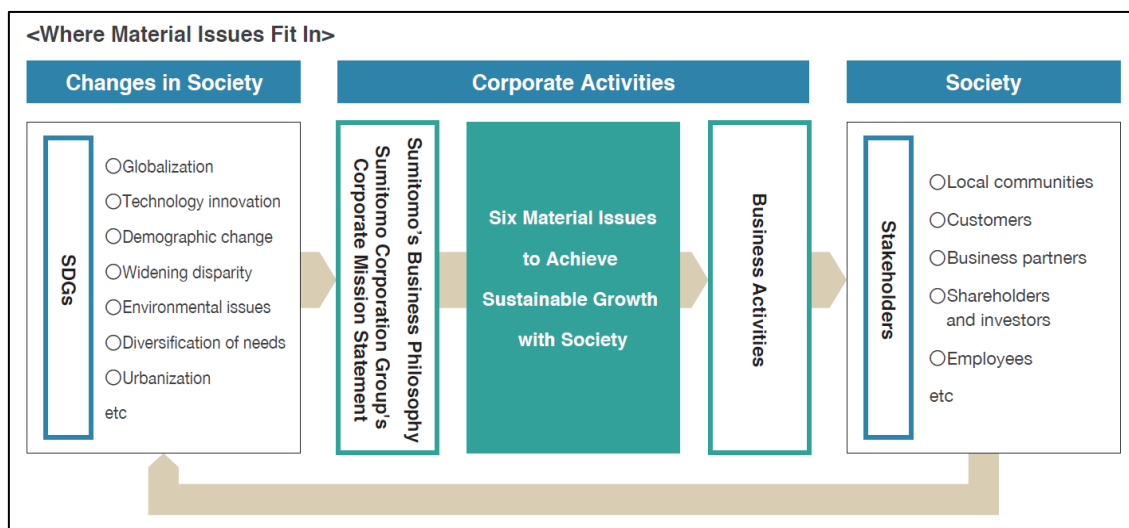 <Where Material Issues Fit In>
Changes in Society
SDGs
○Globalization
○Technology innovation
○Demographic change
○Widening disparity
○Environmental issues
○Diversification of needs
○Urbanization
etc
Corporate Activities
Sumitomo's Business Philosophy
Sumitomo Corporation Group's
Corporate Mission Statement
Six Material Issues
to Achieve
Sustainable Growth
with Society
Business Activities
Society
Stakeholders
○Local communities
○Customers
○Business partners
○Shareholders
and investors
○Employees
etc